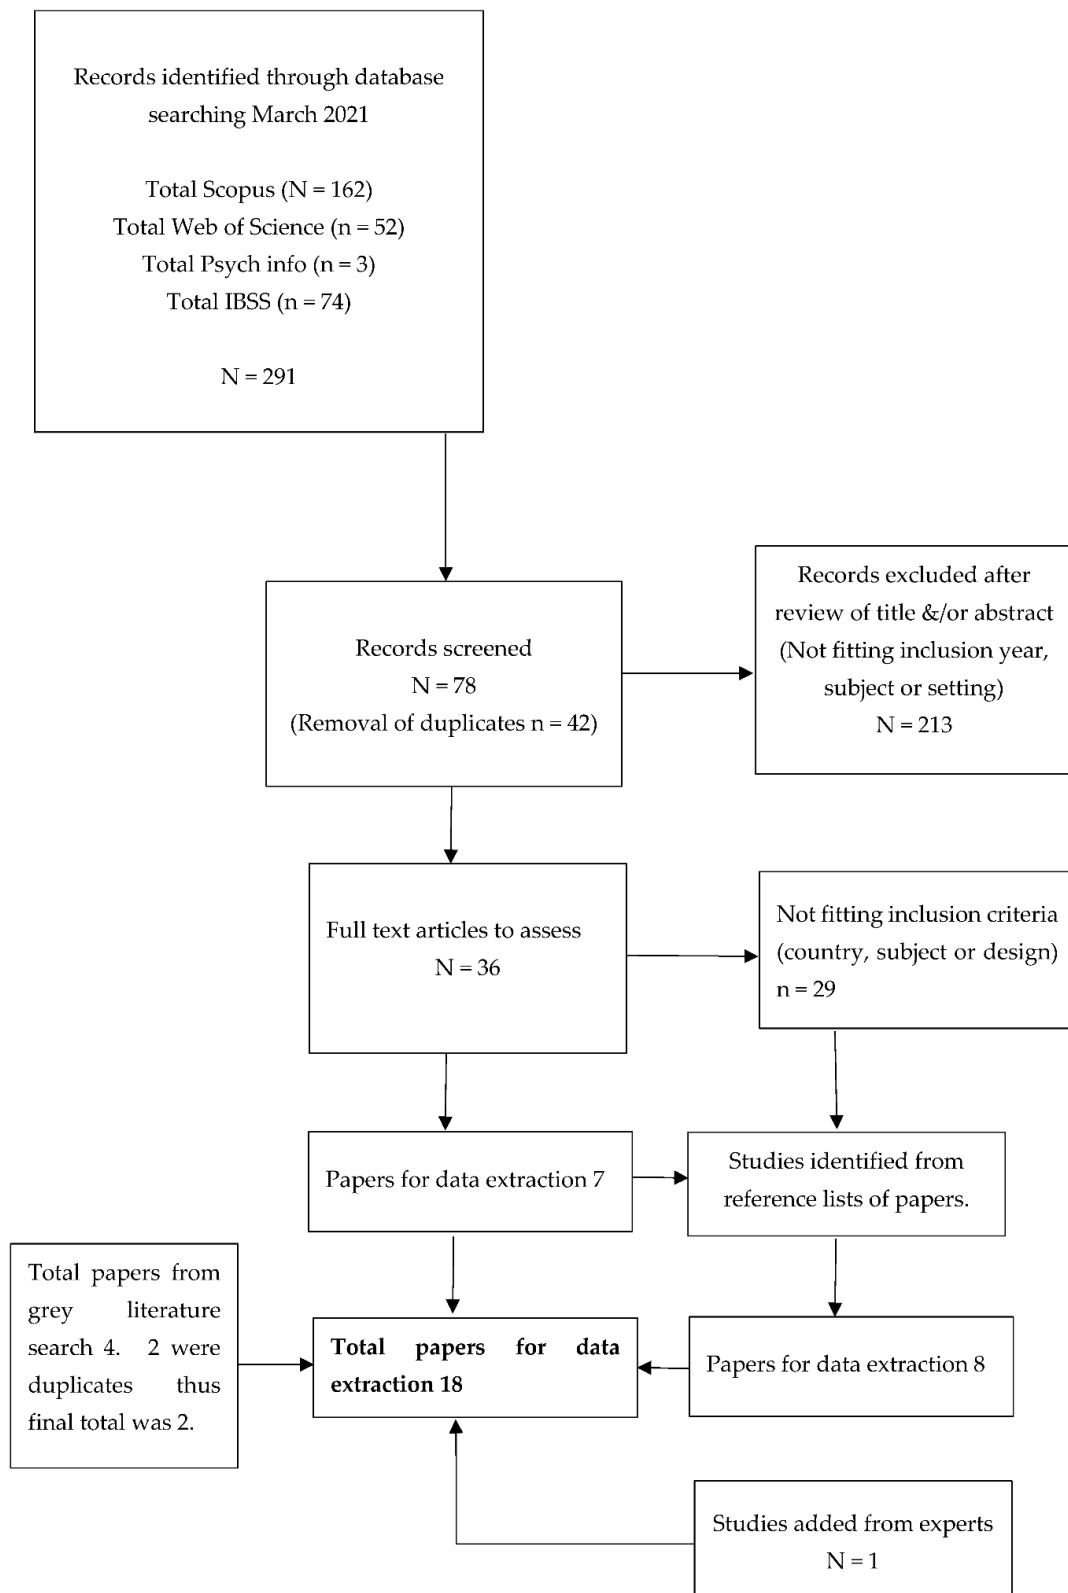 Records identified through database
searching March 2021
Total Scopus (N = 162)
Total Web of Science (n = 52)
Total Psych info (n = 3)
Total IBSS (n = 74)
N = 291
Records excluded after
review of title &/or abstract
(Not fitting inclusion year,
subject or setting)
N = 213
Records screened
N = 78
(Removal of duplicates n = 42)
Full text articles to assess
N = 36
Not fitting inclusion criteria
(country, subject or design)
n = 29
Papers for data extraction 7
Studies identified from
reference lists of papers.
Total papers from
grey literature
search 4. 2 were
duplicates thus
final total was 2.
Total papers for data
extraction 18
Papers for data extraction 8
Studies added from experts
N = 1